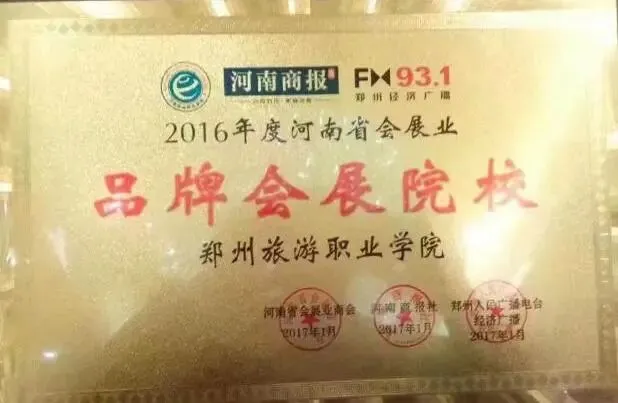 河南商报
FM93.1
郑州经济广播
2016年度河南省会展业
品牌会展院校
郑州旅游职业学院
河南省会展业商会
2017年1月
河南商报社
2017年1月
郑州人民广播电台
经济广播
2017年1月